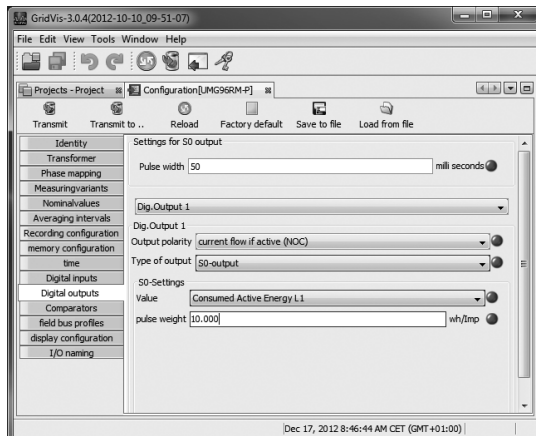 GridVis-3.0.4(2012-10-10_09-51-07)
File Edit View Tools Window Help
Projects - Project
Configuration[UMG96RM-P]
Transmit
Transmit to ..
Reload
Factory default
Save to file
Load from file
Identity
Transformer
Phase mapping
Measuringvariants
Nominalvalues
Averaging intervals
Recording configuration
memory configuration
time
Digital inputs
Digital outputs
Comparators
field bus profiles
display configuration
I/O naming
Settings for S0 output
Pulse width 50 milli seconds
Dig.Output 1
Dig.Output 1
Output polarity current flow if active (NOC)
Type of output S0-output
S0-Settings
Value Consumed Active Energy L1
pulse weight 10.000 wh/Imp
Dec 17, 2012 8:46:44 AM CET (GMT+01:00)